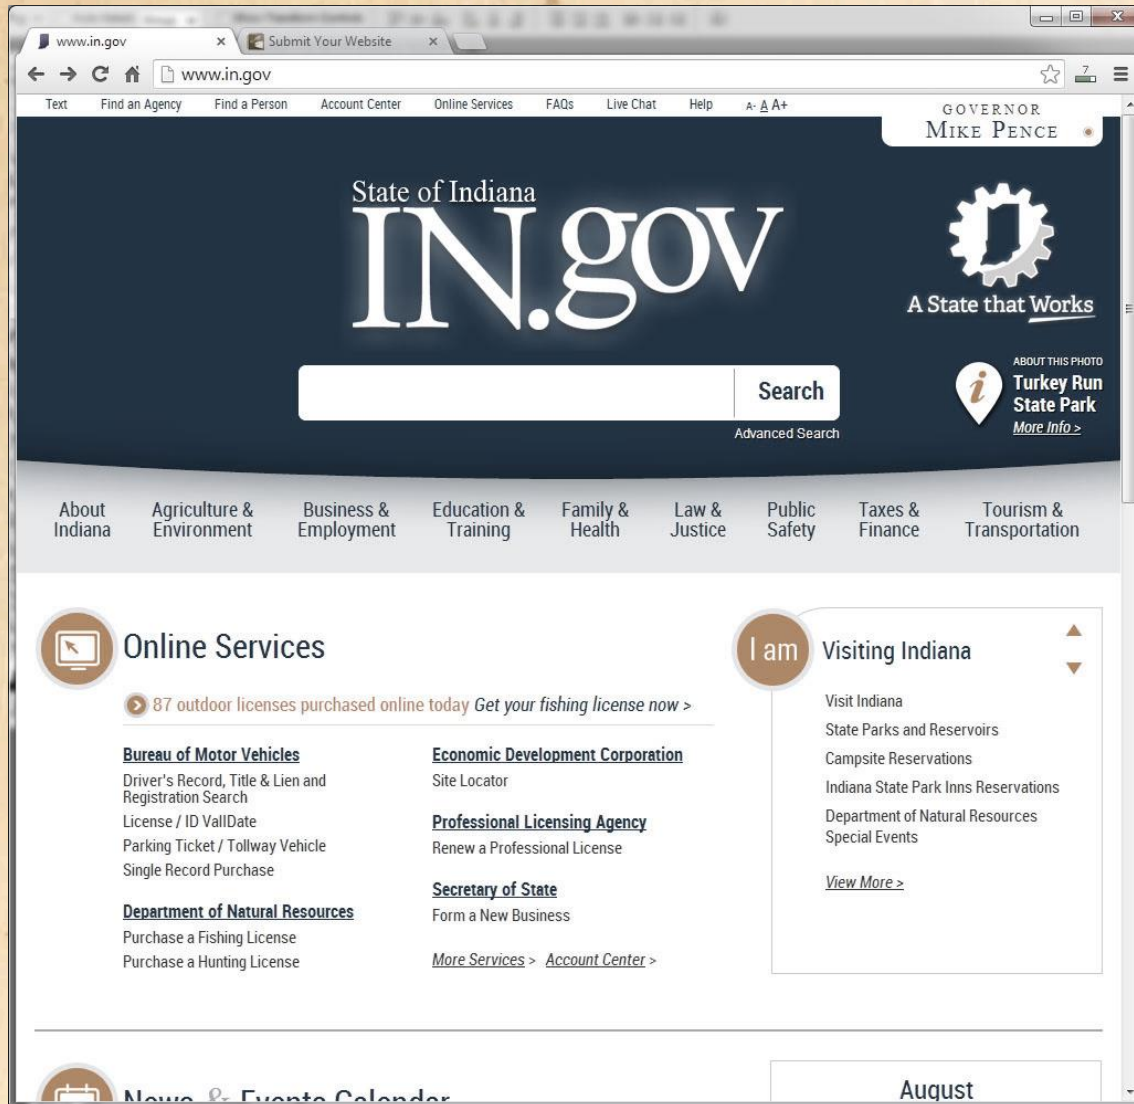 www.in.gov
Submit Your Website
www.in.gov
7
Text Find an Agency Find a Person Account Center Online Services FAQs Live Chat Help A- A A+
GOVERNOR
MIKE PENCE
State of Indiana
IN.gov
A State that Works
Search
Advanced Search
ABOUT THIS PHOTO
Turkey Run
State Park
More Info >
About
Indiana
Agriculture &
Environment
Business &
Employment
Education &
Training
Family &
Health
Law &
Justice
Public
Safety
Taxes &
Finance
Tourism &
Transportation
Online Services
87 outdoor licenses purchased online today Get your fishing license now >
Bureau of Motor Vehicles
Driver's Record, Title & Lien and
Registration Search
License / ID ValIDate
Parking Ticket / Tollway Vehicle
Single Record Purchase
Department of Natural Resources
Purchase a Fishing License
Purchase a Hunting License
Economic Development Corporation
Site Locator
Professional Licensing Agency
Renew a Professional License
Secretary of State
Form a New Business
More Services > Account Center >
I am
Visiting Indiana
Visit Indiana
State Parks and Reservoirs
Campsite Reservations
Indiana State Park Inns Reservations
Department of Natural Resources
Special Events
View More >
News & Events Calendar
August